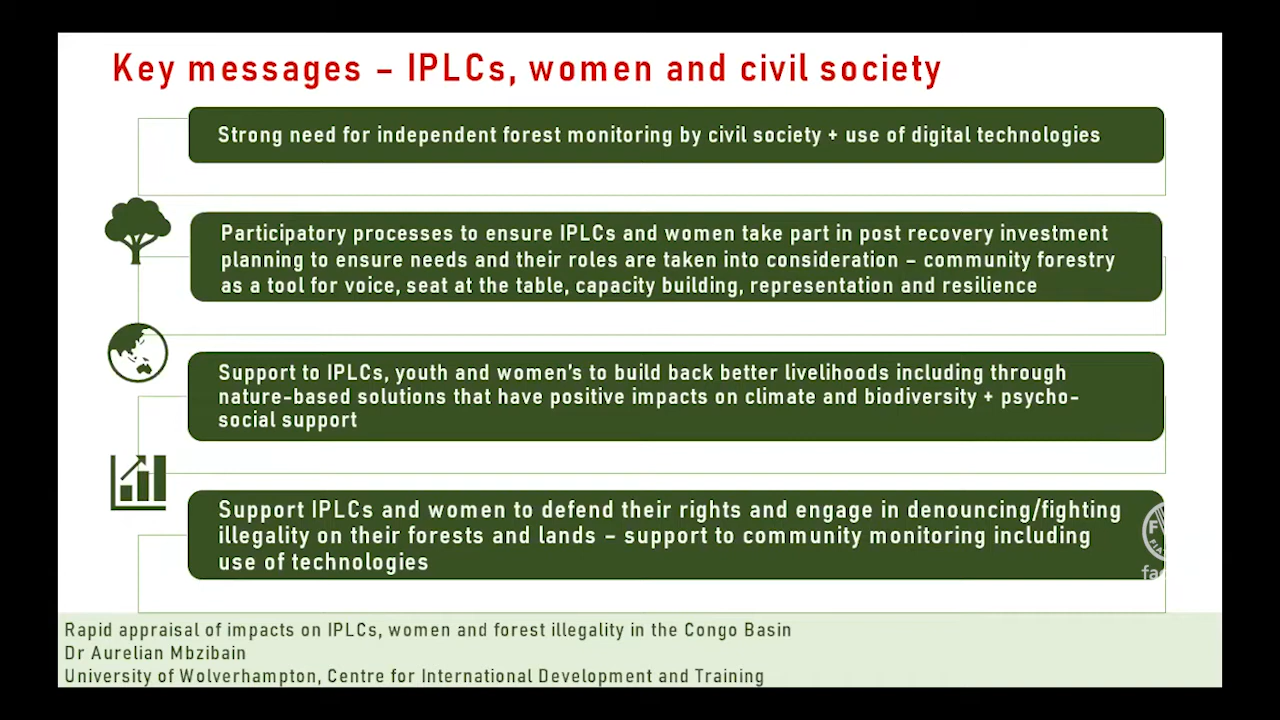 Key messages – IPLCs, women and civil society
Strong need for independent forest monitoring by civil society + use of digital technologies
Participatory processes to ensure IPLCs and women take part in post recovery investment
planning to ensure needs and their roles are taken into consideration – community forestry
as a tool for voice, seat at the table, capacity building, representation and resilience
Support to IPLCs, youth and women's to build back better livelihoods including through
nature-based solutions that have positive impacts on climate and biodiversity + psycho-
social support
Support IPLCs and women to defend their rights and engage in denouncing/fighting
illegality on their forests and lands – support to community monitoring including
use of technologies
Rapid appraisal of impacts on IPLCs, women and forest illegality in the Congo Basin
Dr Aurelian Mbzibain
University of Wolverhampton, Centre for International Development and Training